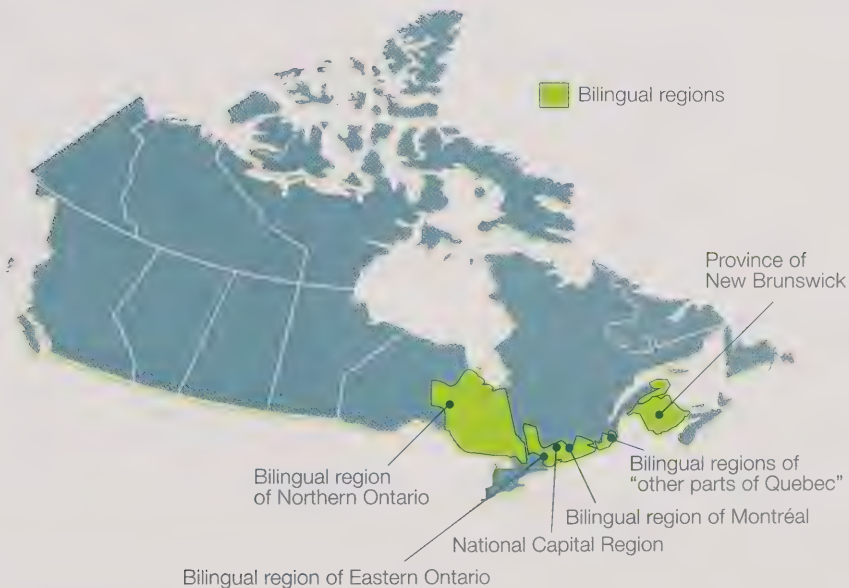 Bilingual regions
Province of
New Brunswick
Bilingual region
of Northern Ontario
Bilingual regions of
"other parts of Quebec"
Bilingual region of Montréal
National Capital Region
Bilingual region of Eastern Ontario